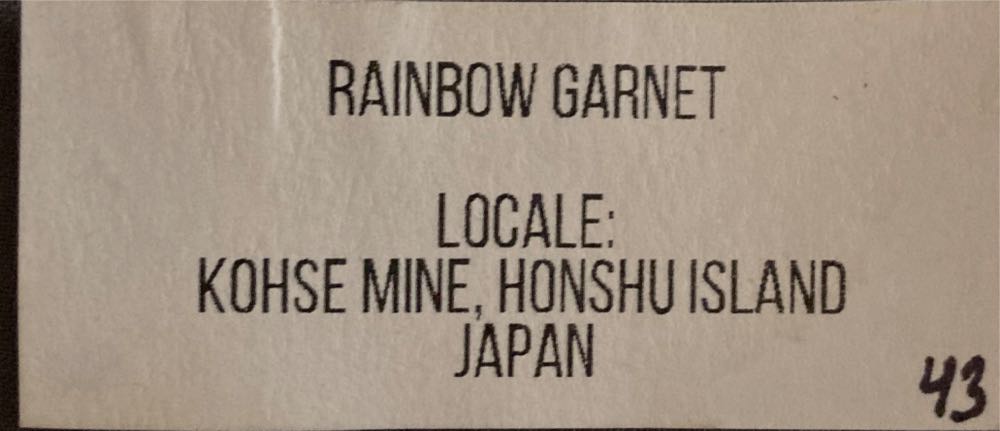 RAINBOW GARNET
LOCALE:
KOHSE MINE, HONSHU ISLAND
JAPAN
43